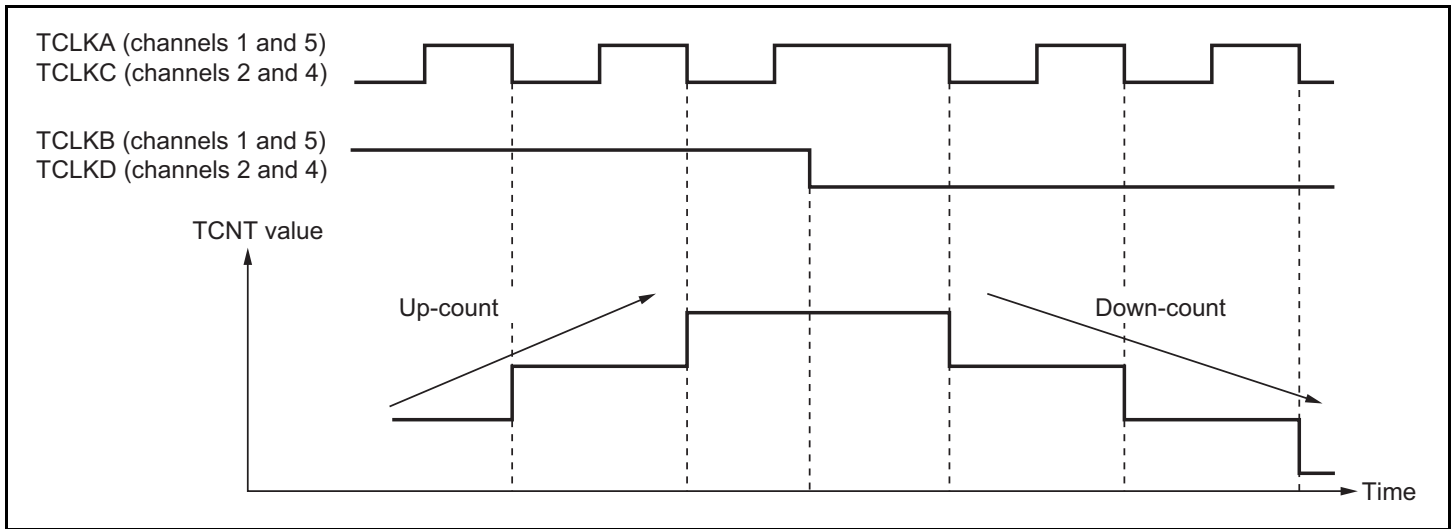 TCLKA (channels 1 and 5)
TCLKC (channels 2 and 4)
TCLKB (channels 1 and 5)
TCLKD (channels 2 and 4)
TCNT value
Up-count
Down-count
Time